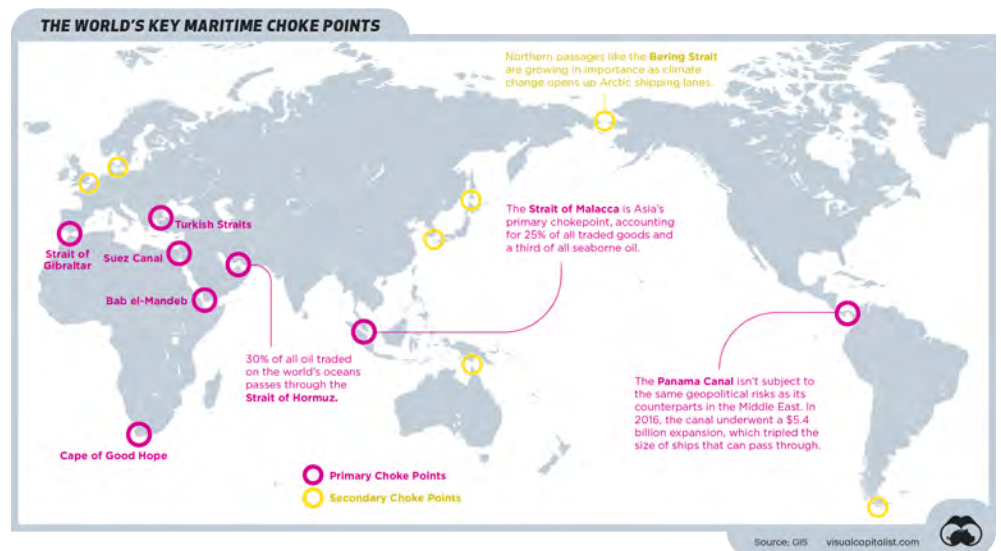 THE WORLD'S KEY MARITIME CHOKE POINTS
Northern passages like the Bering Strait
are growing in importance as climate
change opens up Arctic shipping lanes.
Turkish Straits
Strait of
Gibraltar
Suez Canal
Bab el-Mandeb
The Strait of Malacca is Asia's
primary chokepoint, accounting
for 25% of all traded goods and
a third of all seaborne oil.
30% of all oil traded
on the world's oceans
passes through the
Strait of Hormuz.
The Panama Canal isn't subject to
the same geopolitical risks as its
counterparts in the Middle East. In
2016, the canal underwent a $5.4
billion expansion, which tripled the
size of ships that can pass through.
Cape of Good Hope
Primary Choke Points
Secondary Choke Points
Source: GIS visualcapitalist.com